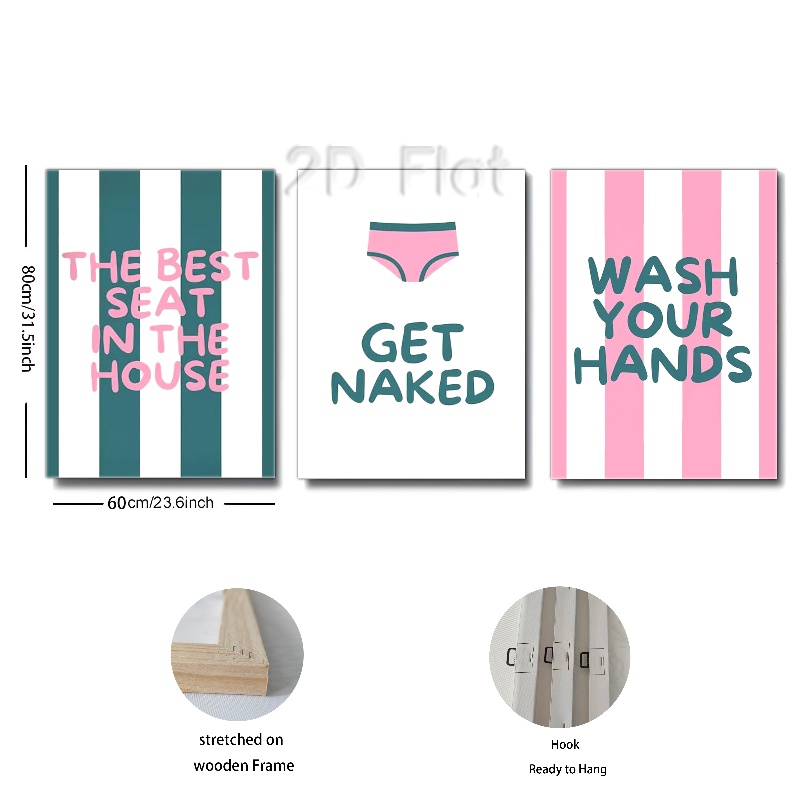 2D Flat
THE BEST
SEAT
IN THE
HOUSE
GET
NAKED
WASH
YOUR
HANDS
80cm/31.5inch
60cm/23.6inch
stretched on
wooden Frame
Hook
Ready to Hang